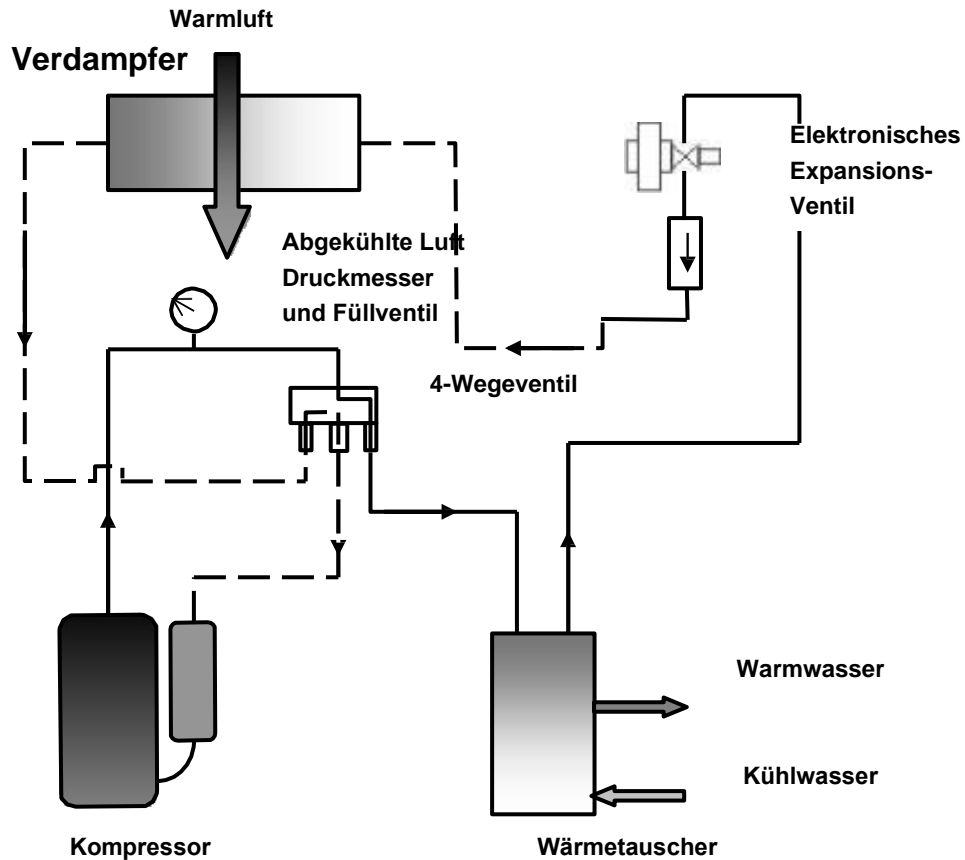 Warmluft
Verdampfer
Elektronisches
Expansions-
Ventil
Abgekühlte Luft
Druckmesser
und Füllventil
4-Wegeventil
Warmwasser
Kühlwasser
Kompressor
Wärmetauscher